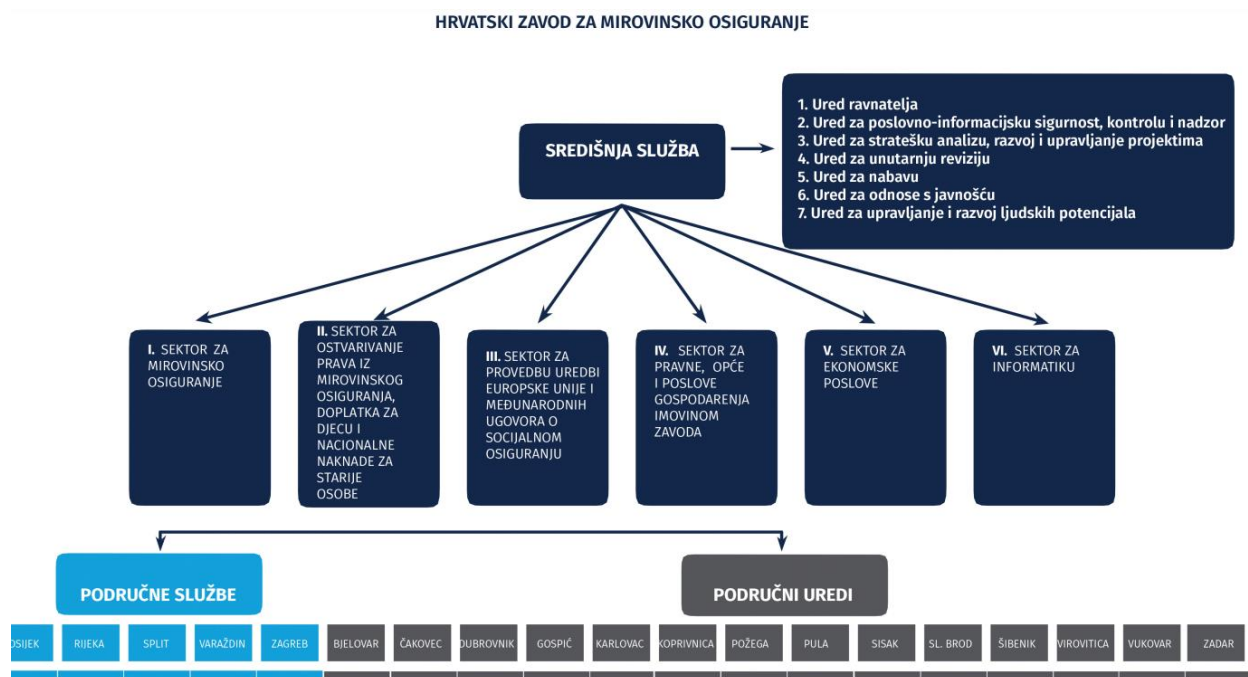 HRVATSKI ZAVOD ZA MIROVINSKO OSIGURANJE
SREDIŠNJA SLUŽBA
1. Ured ravnatelja
2. Ured za poslovno-informacijsku sigurnost, kontrolu i nadzor
3. Ured za stratešku analizu, razvoj i upravljanje projektima
4. Ured za unutarnju reviziju
5. Ured za nabavu
6. Ured za odnose s javnošću
7. Ured za upravljanje i razvoj ljudskih potencijala
I. SEKTOR ZA
MIROVINSKO
OSIGURANJE
II. SEKTOR ZA
OSTVARIVANJE
PRAVA IZ
MIROVINSKOG
OSIGURANJA,
DOPLATKA ZA
DJECU I
NACIONALNE
NAKNADE ZA
STARIJE
OSOBE
III. SEKTOR ZA
PROVEDBU UREDBI
EUROPSKE UNIJE I
MEĐUNARODNIH
UGOVORA O
SOCIJALNOM
OSIGURANJU
IV. SEKTOR ZA
PRAVNE, OPĆE
I POSLOVE
GOSPODARENJA
IMOVINOM
ZAVODA
V. SEKTOR ZA
EKONOMSKE
POSLOVE
VI. SEKTOR ZA
INFORMATIKU
PODRUČNE SLUŽBE
PODRUČNI UREDI
OSIJEK
RIJEKA
SPLIT
VARAŽDIN
ZAGREB
BJELOVAR
ČAKOVEC
DUBROVNIK
GOSPIĆ
KARLOVAC
KOPRIVNICA
POŽEGA
PULA
SISAK
SL. BROD
ŠIBENIK
VIROVITICA
VUKOVAR
ZADAR